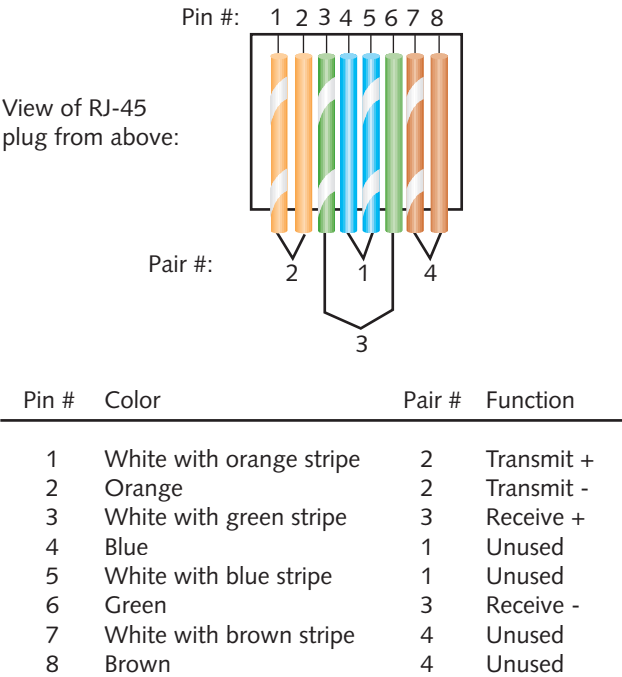 Pin #: 1 2 3 4 5 6 7 8
View of RJ-45
plug from above:
Pair #: 2 1 4
3
Pin # Color Pair # Function
1 White with orange stripe 2 Transmit +
2 Orange 2 Transmit -
3 White with green stripe 3 Receive +
4 Blue 1 Unused
5 White with blue stripe 1 Unused
6 Green 3 Receive -
7 White with brown stripe 4 Unused
8 Brown 4 Unused